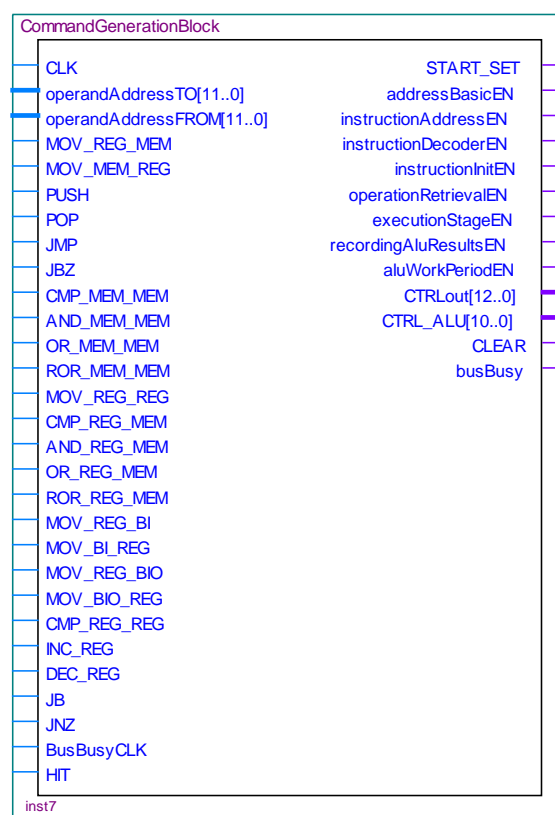 CommandGenerationBlock
CLK START_SET
operandAddressTO[11..0] addressBasicEN
operandAddressFROM[11..0] instructionAddressEN
MOV_REG_MEM instructionDecoderEN
MOV_MEM_REG instructionInitEN
PUSH operationRetrievalEN
POP executionStageEN
JMP recordingAluResultsEN
JBZ aluWorkPeriodEN
CMP_MEM_MEM CTRLout[12..0]
AND_MEM_MEM CTRL_ALU[10..0]
OR_MEM_MEM CLEAR
ROR_MEM_MEM busBusy
MOV_REG_REG
CMP_REG_MEM
AND_REG_MEM
OR_REG_MEM
ROR_REG_MEM
MOV_REG_BI
MOV_BI_REG
MOV_REG_BIO
MOV_BIO_REG
CMP_REG_REG
INC_REG
DEC_REG
JB
JNZ
BusBusyCLK
HIT
inst7